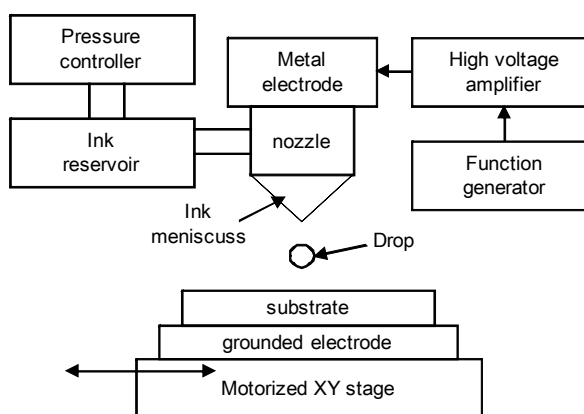 Pressure
controller
Metal
electrode
High voltage
amplifier
Ink
reservoir
nozzle
Function
generator
Ink
meniscuss
Drop
substrate
grounded electrode
Motorized XY stage